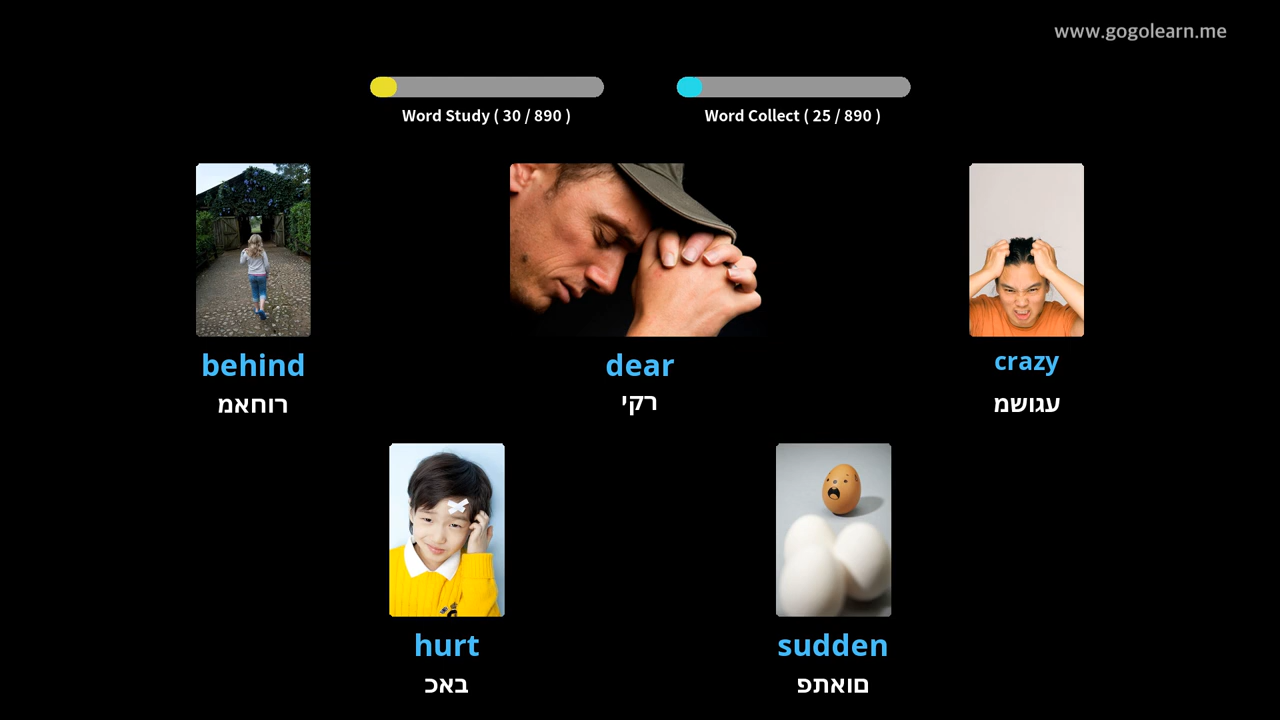 www.gogolearn.me
Word Study ( 30 / 890 )
Word Collect ( 25 / 890 )
behind
רוחאמ
dear
רקי
crazy
עגושמ
hurt
באכ
sudden
םואתפ